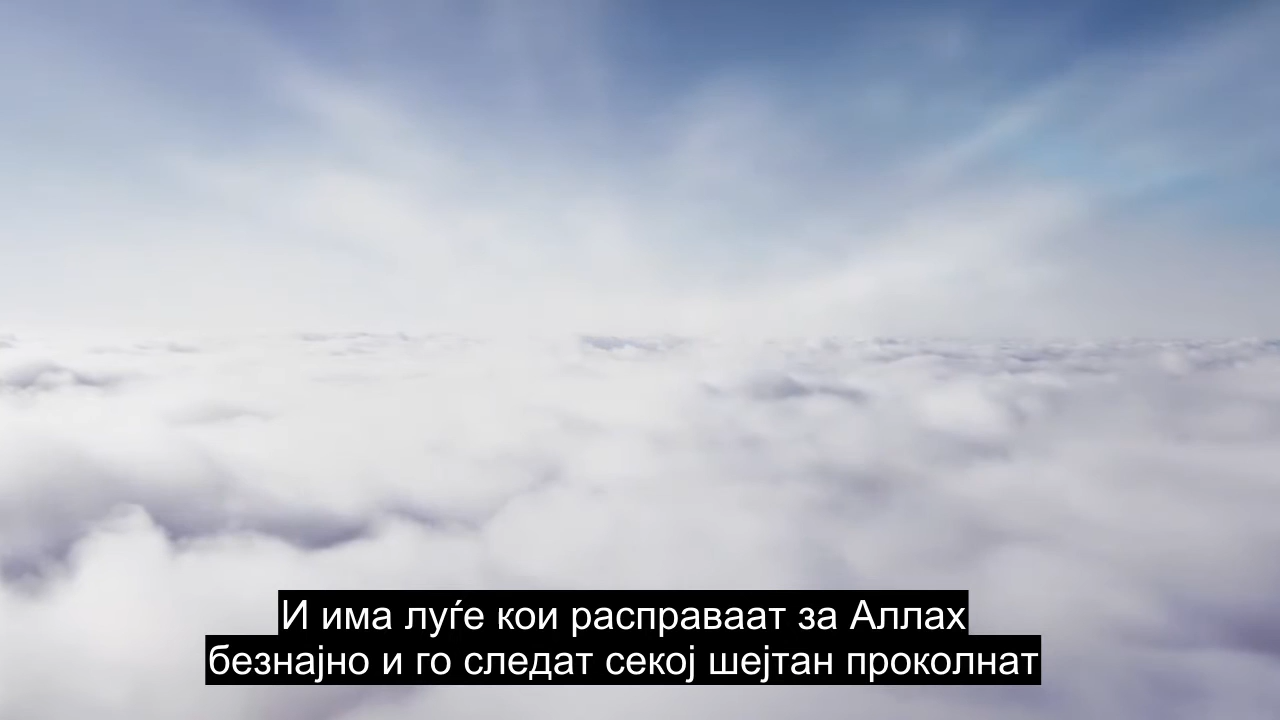 И има луѓе кои расправаат за Аллах
безнајно и го следат секој шејтан проколнат